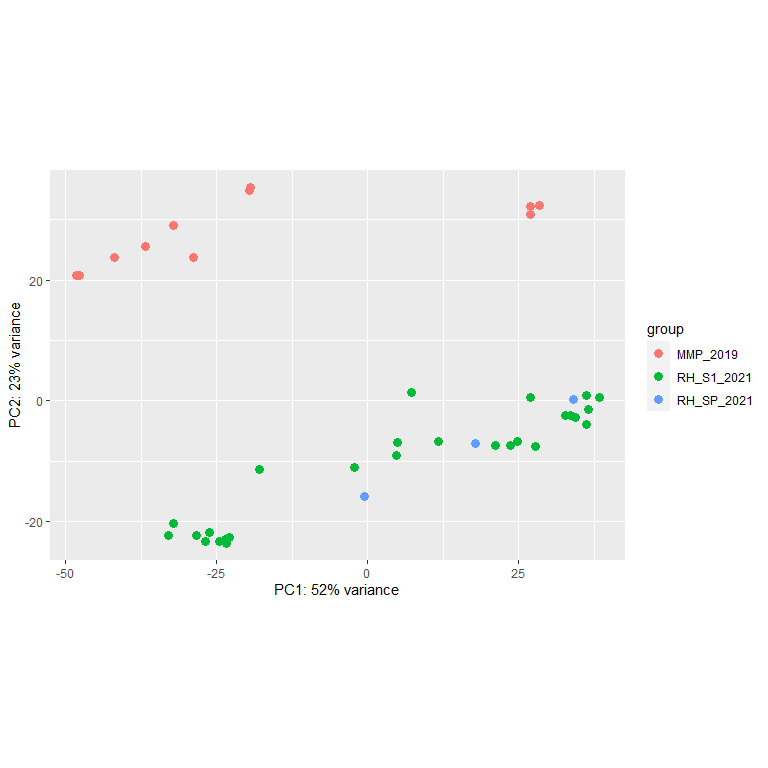 PC2: 23% variance
20
0
-20
-50
-25
0
25
PC1: 52% variance
group
MMP_2019
RH_S1_2021
RH_SP_2021